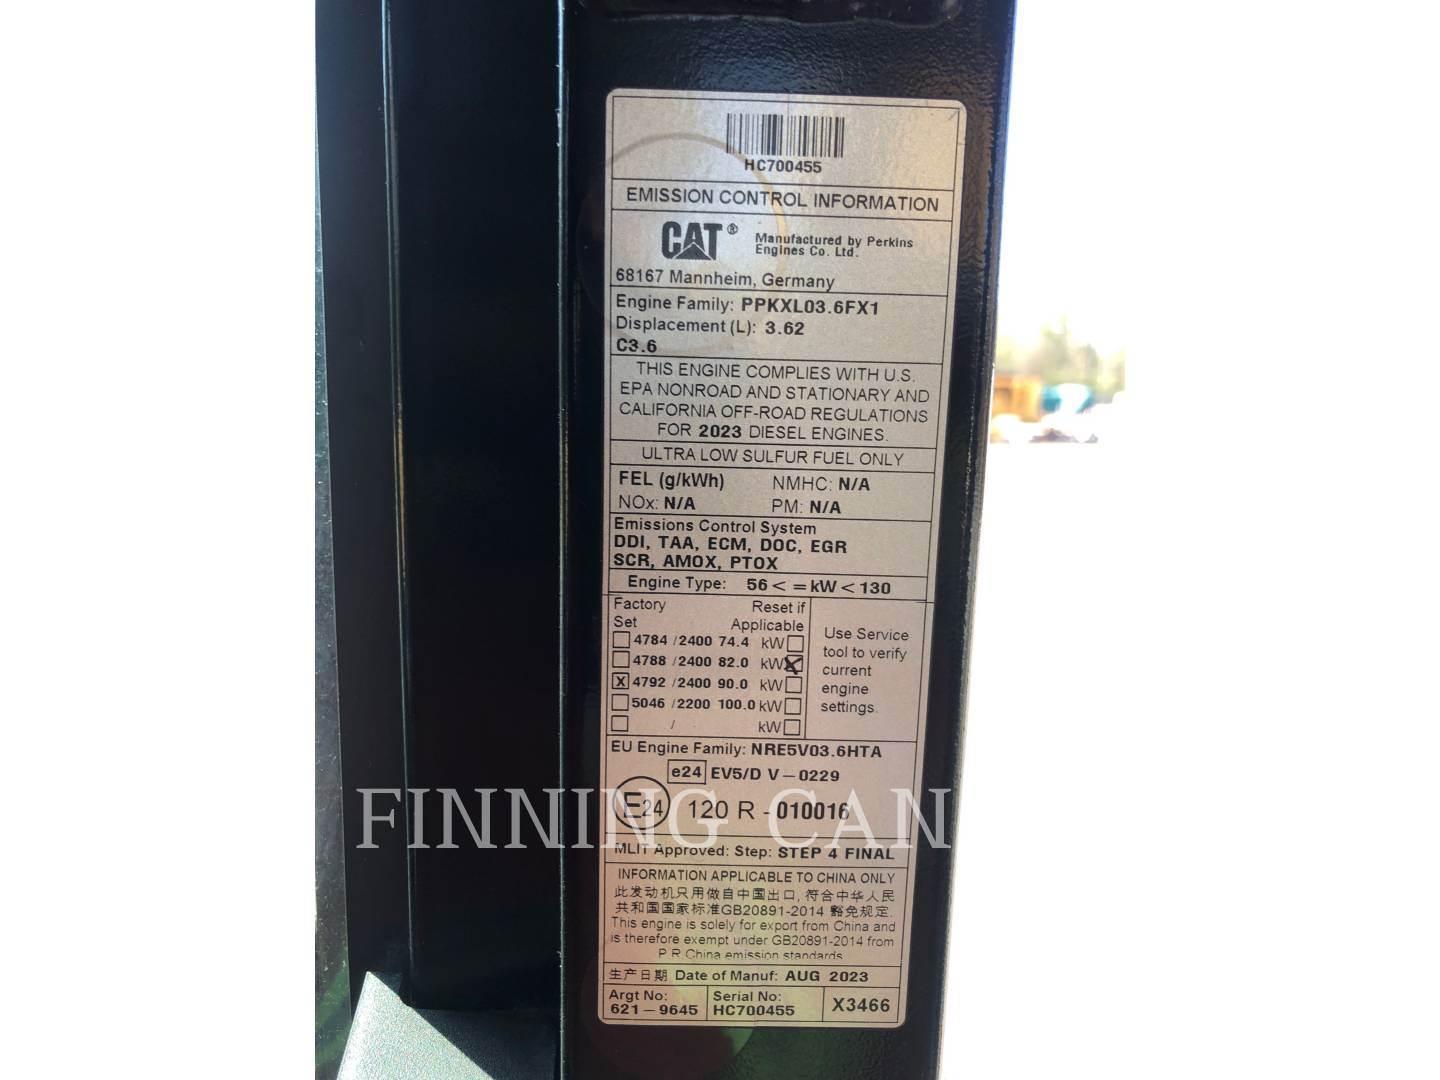 HC700455
EMISSION CONTROL INFORMATION
CAT® Manufactured by Perkins
Engines Co. Ltd.
68167 Mannheim, Germany
Engine Family: PPKXL03.6FX1
Displacement (L): 3.62
C3.6
THIS ENGINE COMPLIES WITH U.S.
EPA NONROAD AND STATIONARY AND
CALIFORNIA OFF-ROAD REGULATIONS
FOR 2023 DIESEL ENGINES.
ULTRA LOW SULFUR FUEL ONLY
FEL (g/kWh) NMHC: N/A
NOx: N/A PM: N/A
Emissions Control System
DDI, TAA, ECM, DOC, EGR
SCR, AMOX, PTOX
Engine Type: 56 < = kW < 130
Factory Reset if
Set Applicable
4784 / 2400 74.4 kW
4788 / 2400 82.0 kW X
X 4792 / 2400 90.0 kW
5046 / 2200 100.0 kW
/ kW
Use Service
tool to verify
current
engine
settings.
EU Engine Family: NRE5V03.6HTA
e24 EV5/D V – 0229
E24 120 R - 010016
MLIT Approved: Step: STEP 4 FINAL
INFORMATION APPLICABLE TO CHINA ONLY
此发动机只用做自中国出口, 符合中华人民
共和国国家标准GB20891-2014 豁免规定.
This engine is solely for export from China and
is therefore exempt under GB20891-2014 from
P.R.China emission standards
生产日期 Date of Manuf: AUG 2023
Argt No: Serial No:
621 – 9645 HC700455 X3466
FINNING CAN